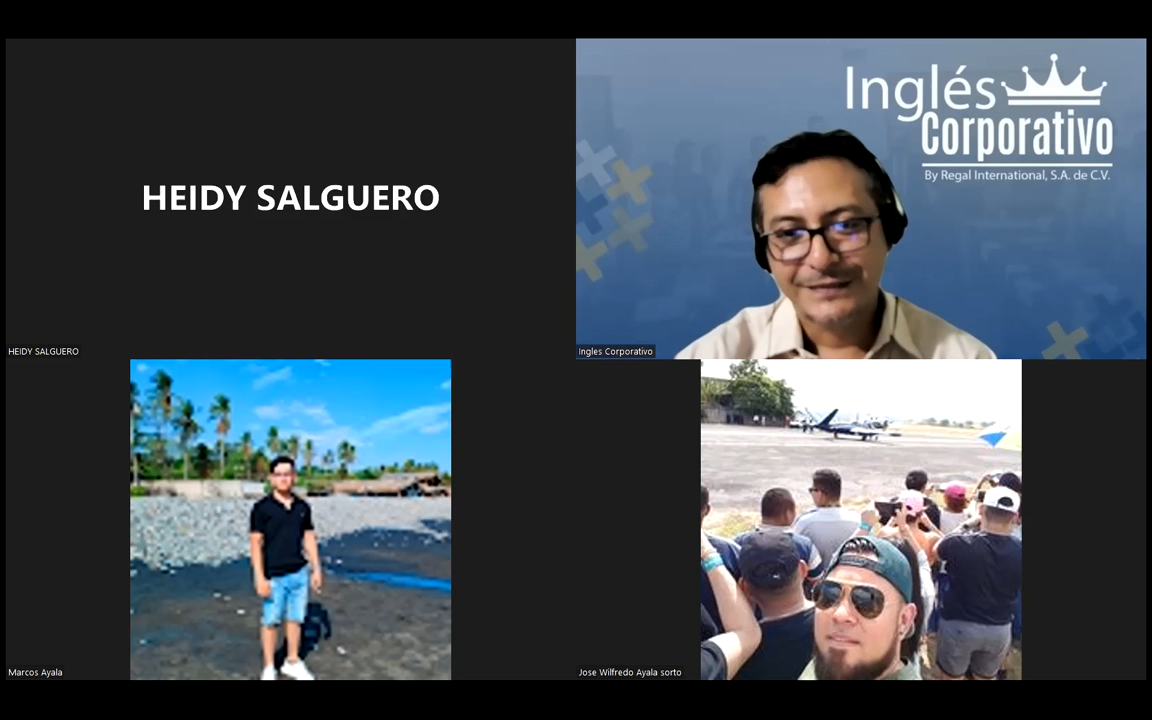 HEIDY SALGUERO
HEIDY SALGUERO
Inglés
Corporativo
By Regal International, S.A. de C.V.
Ingles Corporativo
Marcos Ayala
Jose Wilfredo Ayala sorto